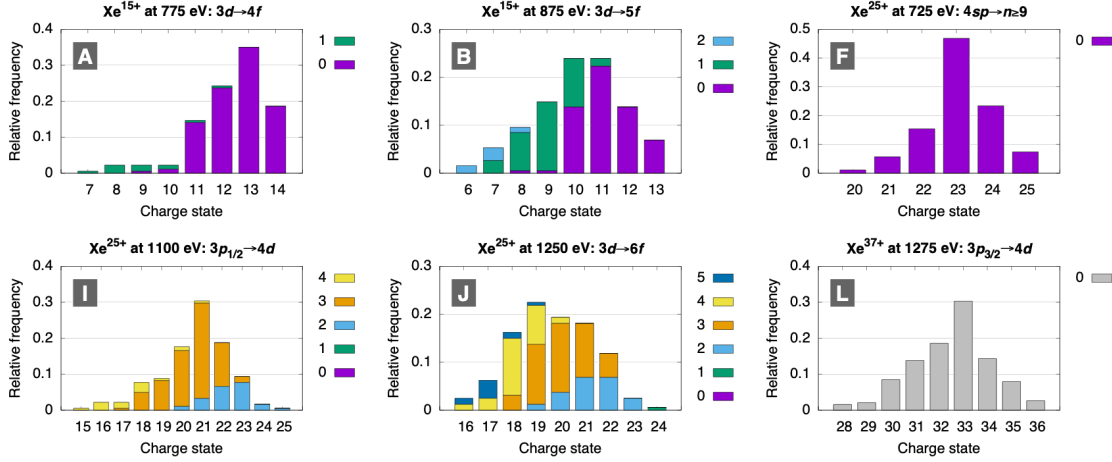 Xe15+ at 775 eV: 3d→4f
A
Relative frequency
0.4
0.3
0.2
0.1
0
7 8 9 10 11 12 13 14
Charge state
1
0
Xe15+ at 875 eV: 3d→5f
B
Relative frequency
0.3
0.2
0.1
0
6 7 8 9 10 11 12 13
Charge state
2
1
0
Xe25+ at 725 eV: 4sp→n≥9
F
Relative frequency
0.5
0.4
0.3
0.2
0.1
0
20 21 22 23 24 25
Charge state
0
Xe25+ at 1100 eV: 3p1/2→4d
I
Relative frequency
0.4
0.3
0.2
0.1
0
15 16 17 18 19 20 21 22 23 24 25
Charge state
4
3
2
1
0
Xe25+ at 1250 eV: 3d→6f
J
Relative frequency
0.3
0.2
0.1
0
16 17 18 19 20 21 22 23 24
Charge state
5
4
3
2
1
0
Xe37+ at 1275 eV: 3p3/2→4d
L
Relative frequency
0.4
0.3
0.2
0.1
0
28 29 30 31 32 33 34 35 36
Charge state
0